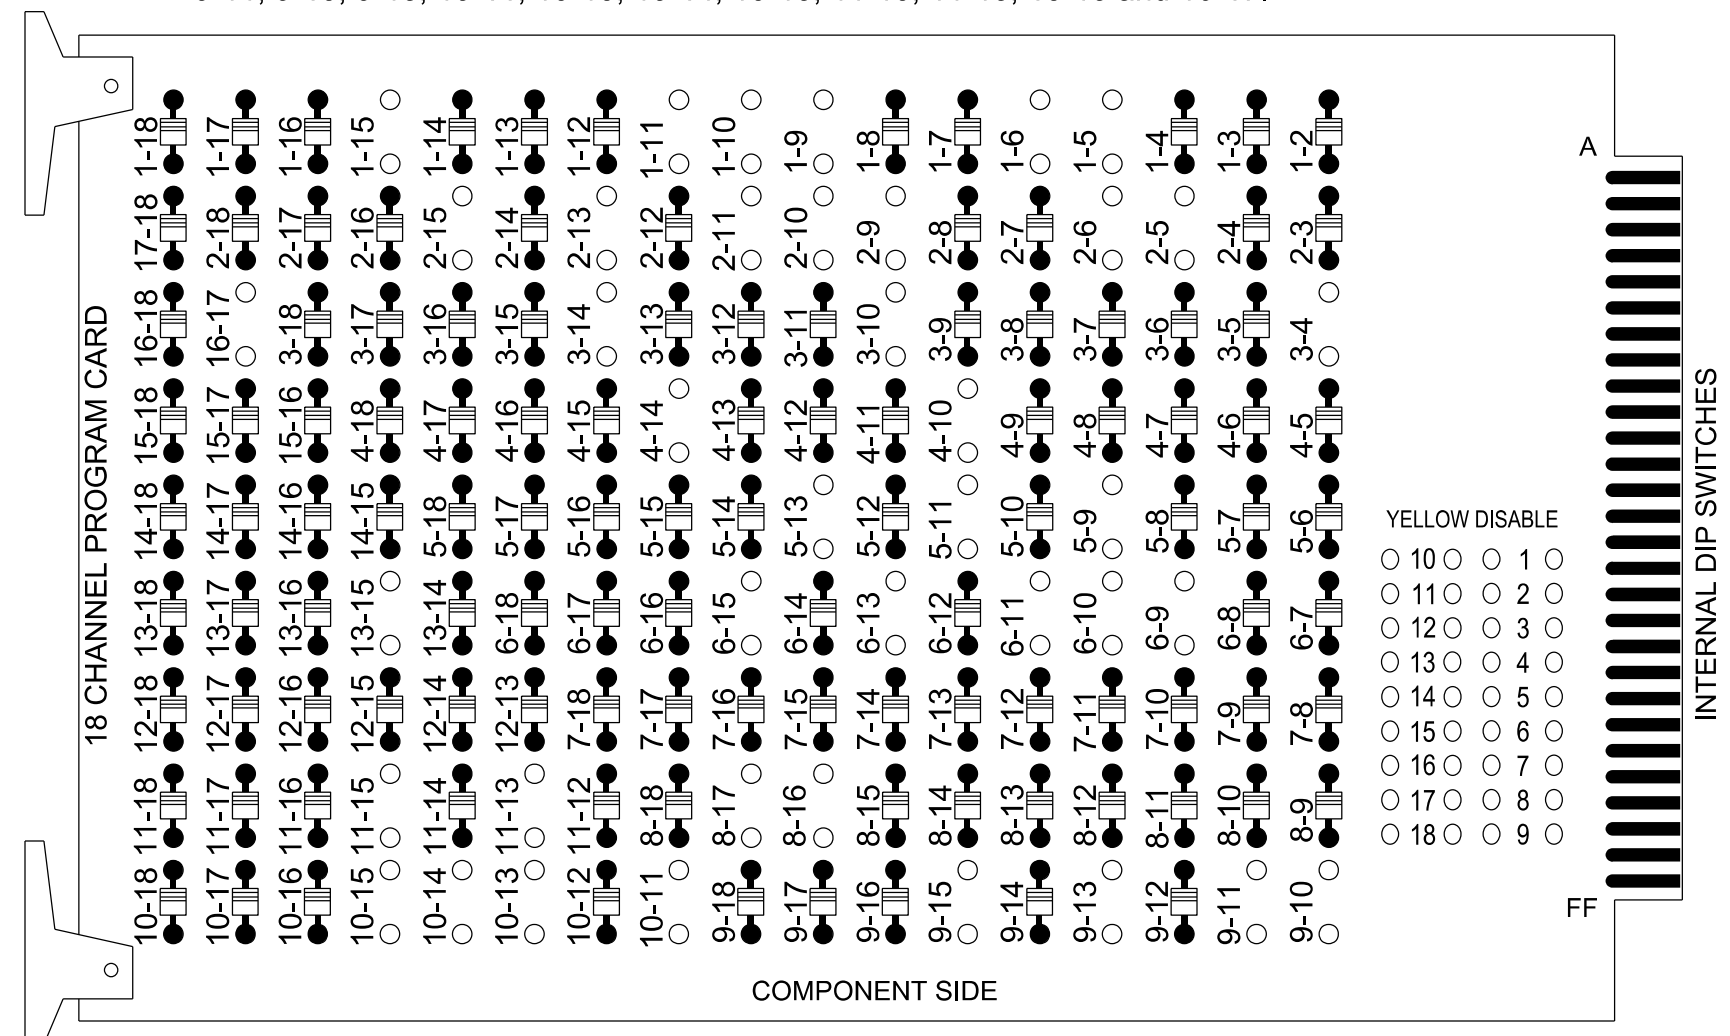 1-18 1-17 1-16 1-15 1-14 1-13 1-12 1-11 1-10 1-9 1-8 1-7 1-6 1-5 1-4 1-3 1-2
A
17-18 2-18 2-17 2-16 2-15 2-14 2-13 2-12 2-11 2-10 2-9 2-8 2-7 2-6 2-5 2-4 2-3
16-18 16-17 3-18 3-17 3-16 3-15 3-14 3-13 3-12 3-11 3-10 3-9 3-8 3-7 3-6 3-5 3-4
15-18 15-17 15-16 4-18 4-17 4-16 4-15 4-14 4-13 4-12 4-11 4-10 4-9 4-8 4-7 4-6 4-5
14-18 14-17 14-16 14-15 5-18 5-17 5-16 5-15 5-14 5-13 5-12 5-11 5-10 5-9 5-8 5-7 5-6
13-18 13-17 13-16 13-15 13-14 6-18 6-17 6-16 6-15 6-14 6-13 6-12 6-11 6-10 6-9 6-8 6-7
12-18 12-17 12-16 12-15 12-14 12-13 7-18 7-17 7-16 7-15 7-14 7-13 7-12 7-11 7-10 7-9 7-8
11-18 11-17 11-16 11-15 11-14 11-13 11-12 8-18 8-17 8-16 8-15 8-14 8-13 8-12 8-11 8-10 8-9
10-18 10-17 10-16 10-15 10-14 10-13 10-12 10-11 9-18 9-17 9-16 9-15 9-14 9-13 9-12 9-11 9-10
18 CHANNEL PROGRAM CARD
YELLOW DISABLE
10 1
11 2
12 3
13 4
14 5
15 6
16 7
17 8
18 9
FF
INTERNAL DIP SWITCHES
COMPONENT SIDE